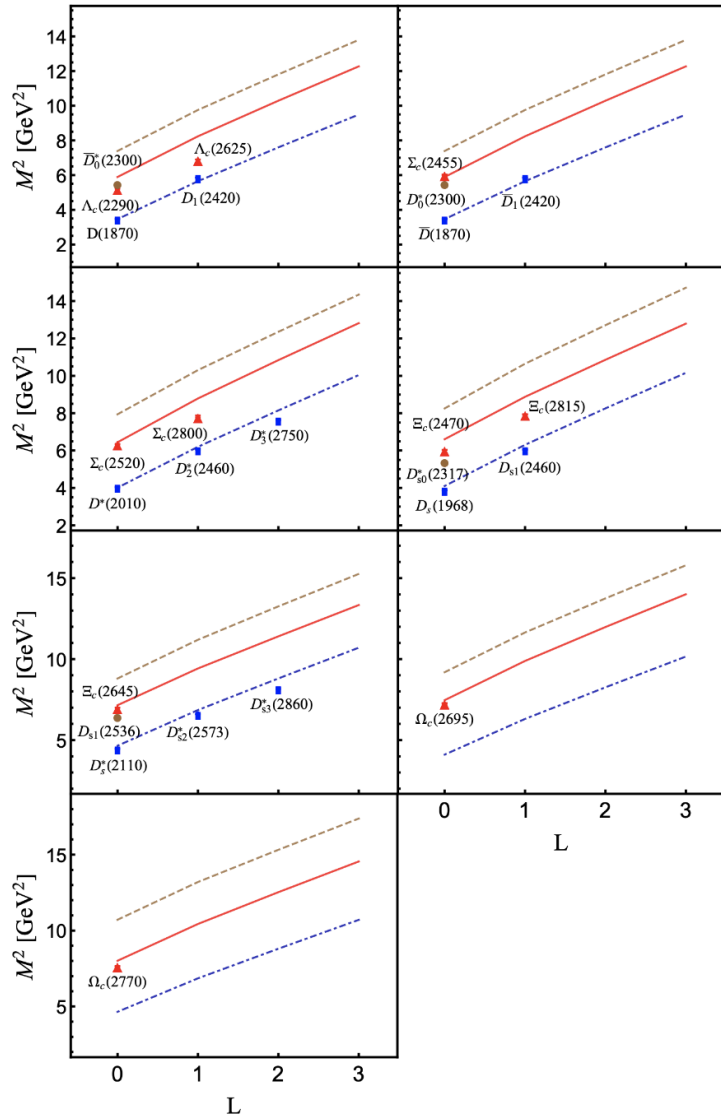 14
12
10
8
6
4
M² [GeV²]
D̅₀*(2300)
Λc(2625)
Λc(2290)
D₁(2420)
D(1870)
Σc(2455)
D₀*(2300)
D̅₁(2420)
D̅(1870)
14
12
10
8
6
4
2
M² [GeV²]
Σc(2520)
Σc(2800)
D₃*(2750)
D₂*(2460)
D*(2010)
Ξc(2470)
Ξc(2815)
D*s0(2317)
Ds1(2460)
Ds(1968)
15
10
5
M² [GeV²]
Ξc(2645)
Ds1(2536)
D*s2(2573)
D*s3(2860)
Ds*(2110)
Ωc(2695)
0 1 2 3
L
15
10
5
M² [GeV²]
Ωc(2770)
0 1 2 3
L